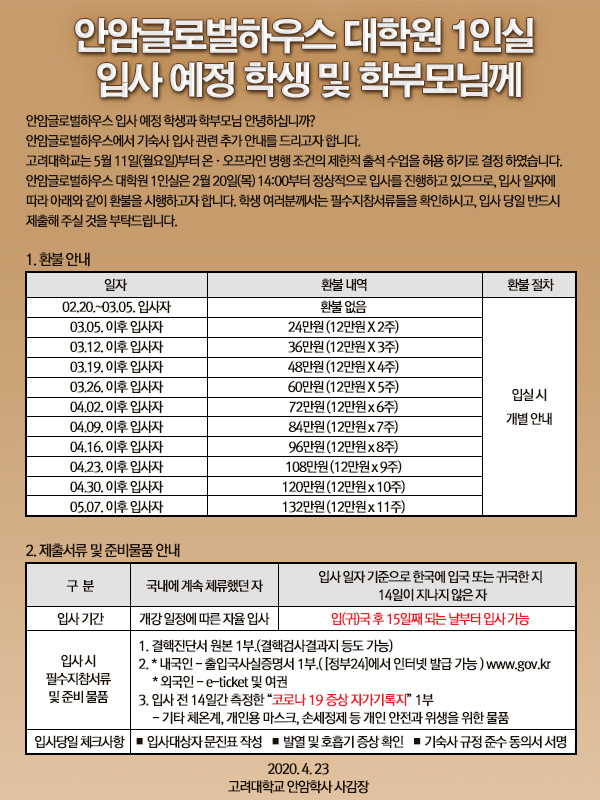 안암글로벌하우스 대학원 1인실
입사 예정 학생 및 학부모님께
안암글로벌하우스 입사 예정 학생과 학부모님 안녕하십니까?
안암글로벌하우스에서 기숙사 입사 관련 추가 안내를 드리고자 합니다.
고려대학교는 5월 11일(월요일)부터 온 · 오프라인 병행 조건의 제한적 출석 수업을 허용 하기로 결정 하였습니다.
안암글로벌하우스 대학원 1인실은 2월 20일(목) 14:00부터 정상적으로 입사를 진행하고 있으므로, 입사 일자에
따라 아래와 같이 환불을 시행하고자 합니다. 학생 여러분께서는 필수지참서류들을 확인하시고, 입사 당일 반드시
제출해 주실 것을 부탁드립니다.
1. 환불 안내
일자 환불 내역 환불 절차
02.20.~03.05. 입사자 환불 없음
03.05. 이후 입사자 24만원 (12만원 X 2주)
03.12. 이후 입사자 36만원 (12만원 X 3주)
03.19. 이후 입사자 48만원 (12만원 X 4주)
03.26. 이후 입사자 60만원 (12만원 X 5주)
04.02. 이후 입사자 72만원 (12만원 x 6주)
04.09. 이후 입사자 84만원 (12만원 x 7주)
04.16. 이후 입사자 96만원 (12만원 x 8주)
04.23. 이후 입사자 108만원 (12만원 x 9주)
04.30. 이후 입사자 120만원 (12만원 x 10주)
05.07. 이후 입사자 132만원 (12만원 x 11주)
입실 시
개별 안내
2. 제출서류 및 준비물품 안내
구 분 국내에 계속 체류했던 자 입사 일자 기준으로 한국에 입국 또는 귀국한 지
14일이 지나지 않은 자
입사 기간 개강 일정에 따른 자율 입사 입(귀)국 후 15일째 되는 날부터 입사 가능
입사 시
필수지참서류
및 준비 물품
1. 결핵진단서 원본 1부.(결핵검사결과지 등도 가능)
2. * 내국인 - 출입국사실증명서 1부.( [정부24]에서 인터넷 발급 가능 ) www.gov.kr
* 외국인 - e-ticket 및 여권
3. 입사 전 14일간 측정한 “코로나 19 증상 자가기록지” 1부
- 기타 체온계, 개인용 마스크, 손세정제 등 개인 안전과 위생을 위한 물품
입사당일 체크사항 ■ 입사대상자 문진표 작성 ■ 발열 및 호흡기 증상 확인 ■ 기숙사 규정 준수 동의서 서명
2020. 4. 23
고려대학교 안암학사 사감장